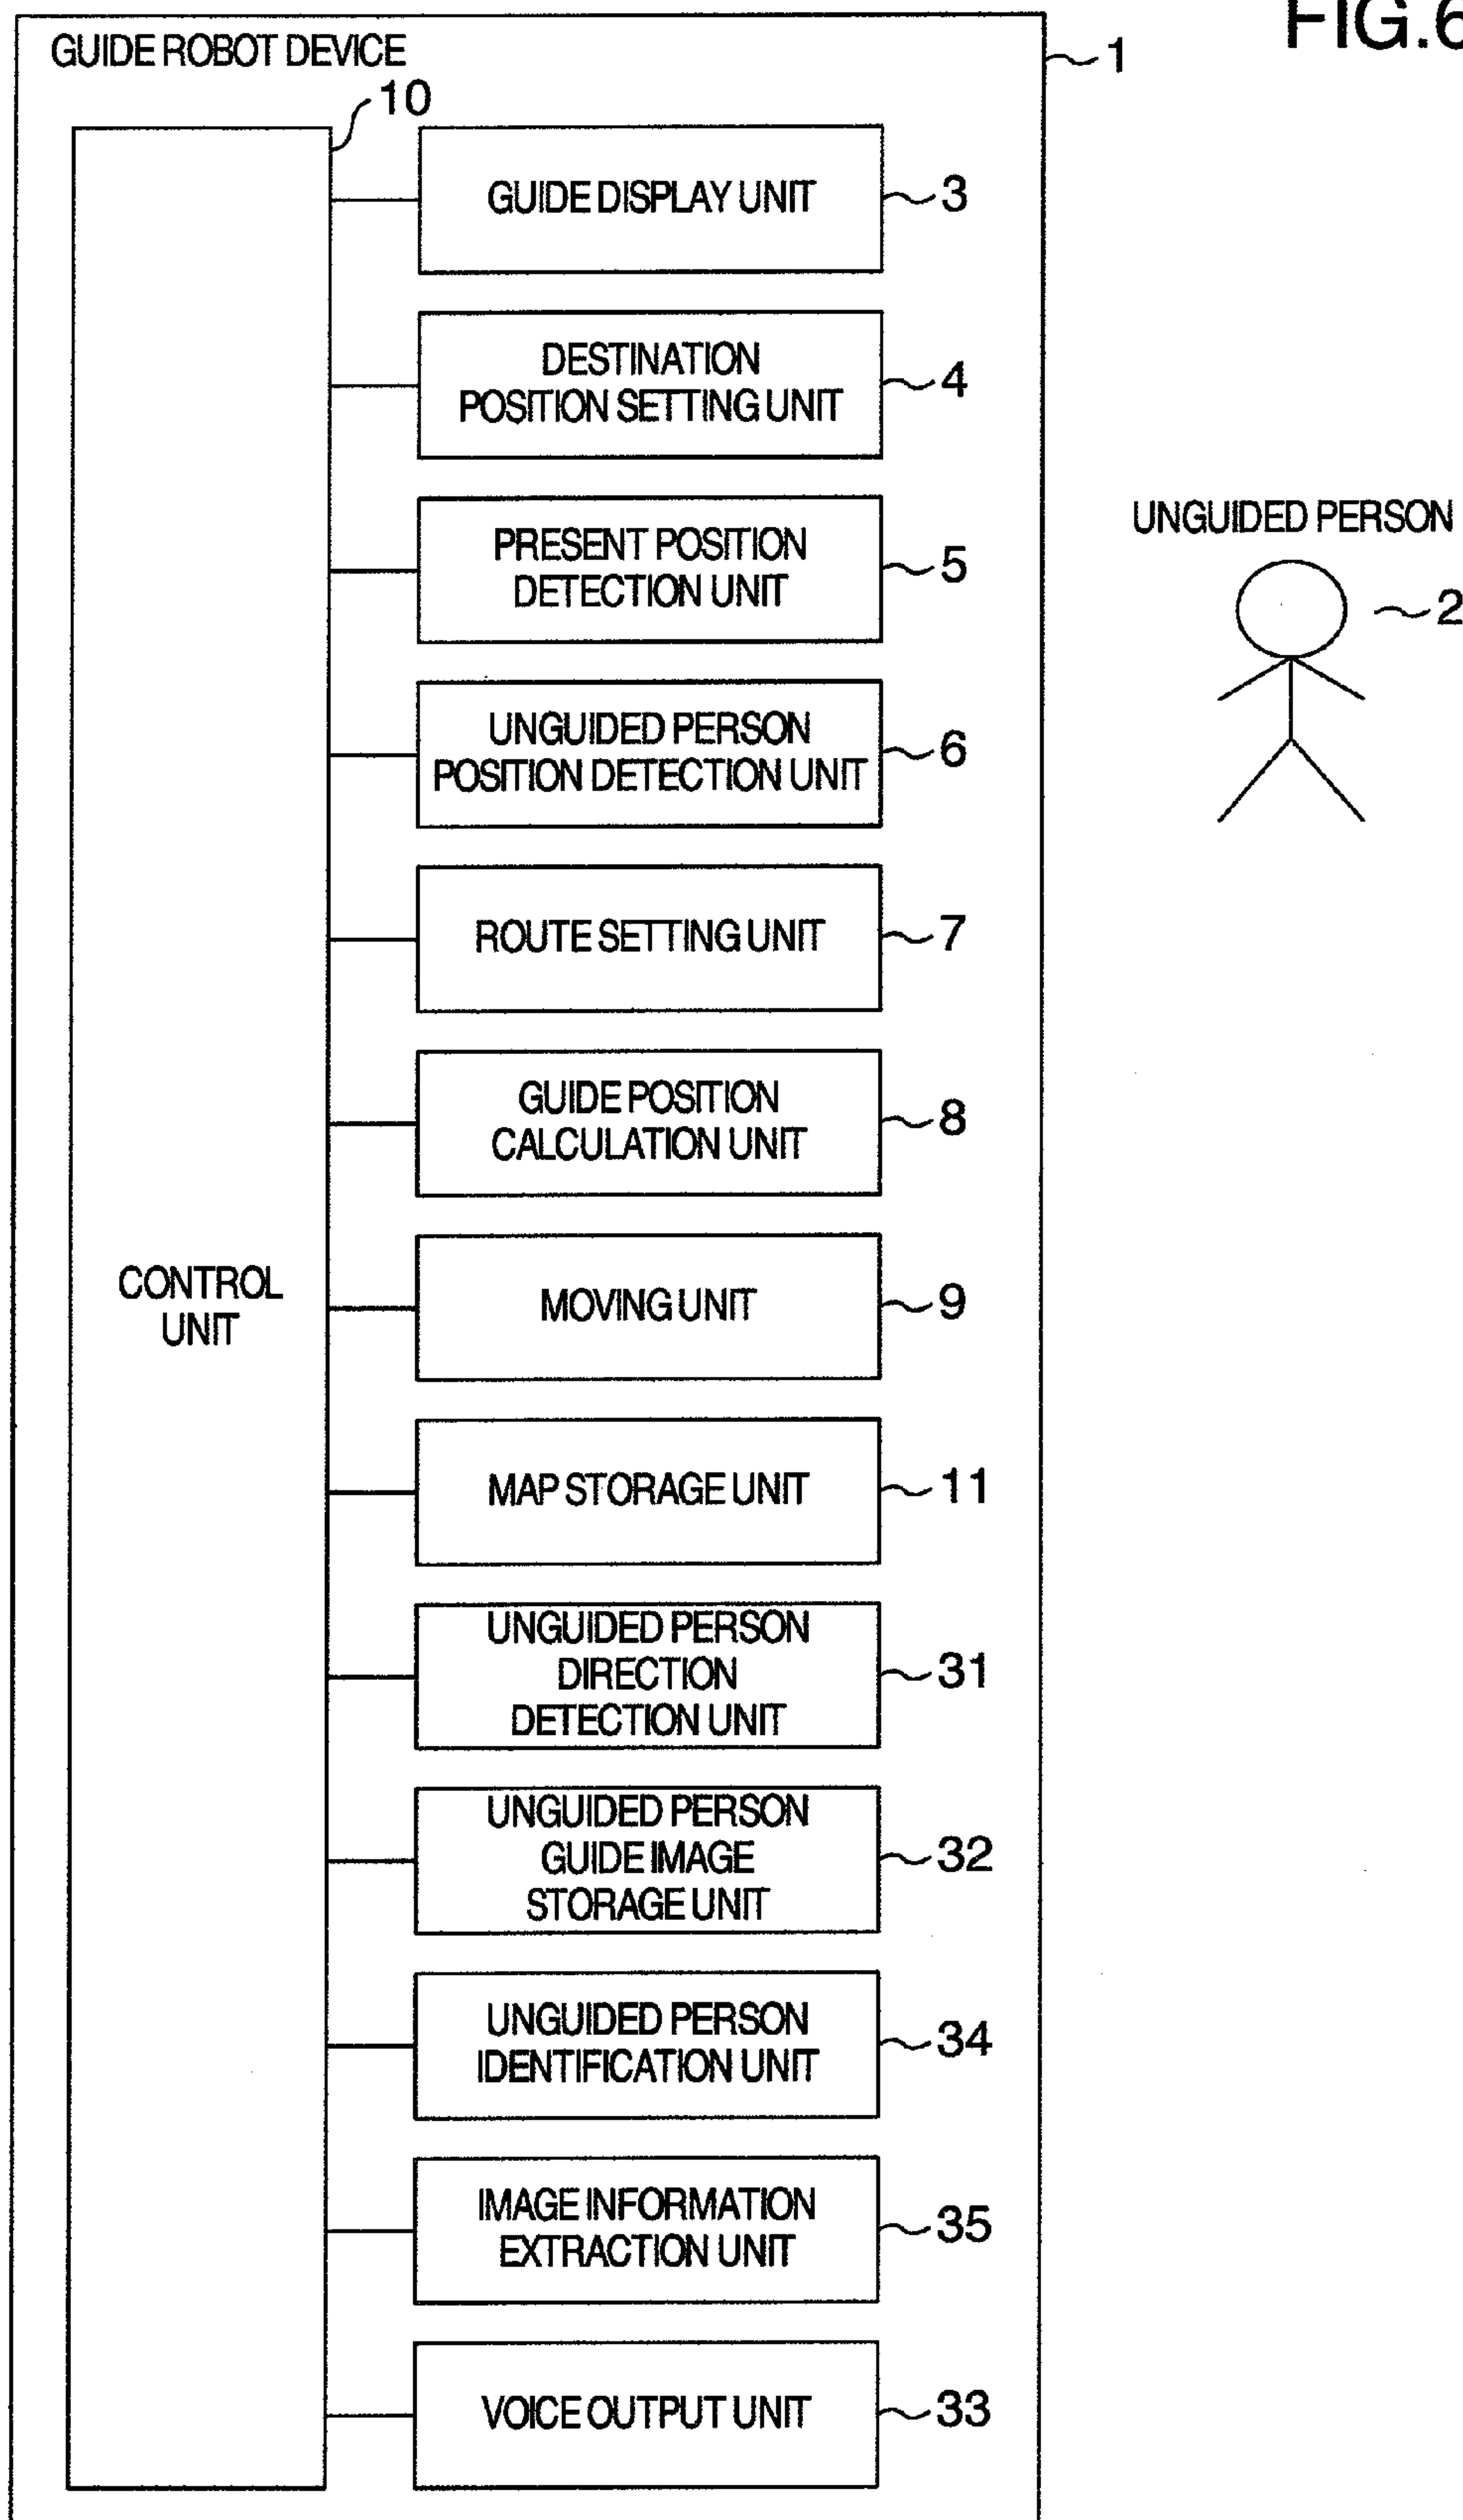 FIG.6
GUIDE ROBOT DEVICE
1
10
GUIDE DISPLAY UNIT
3
DESTINATION
POSITION SETTING UNIT
4
PRESENT POSITION
DETECTION UNIT
5
UNGUIDED PERSON
2
UNGUIDED PERSON
POSITION DETECTION UNIT
6
ROUTE SETTING UNIT
7
GUIDE POSITION
CALCULATION UNIT
8
CONTROL
UNIT
MOVING UNIT
9
MAP STORAGE UNIT
11
UNGUIDED PERSON
DIRECTION
DETECTION UNIT
31
UNGUIDED PERSON
GUIDE IMAGE
STORAGE UNIT
32
UNGUIDED PERSON
IDENTIFICATION UNIT
34
IMAGE INFORMATION
EXTRACTION UNIT
35
VOICE OUTPUT UNIT
33